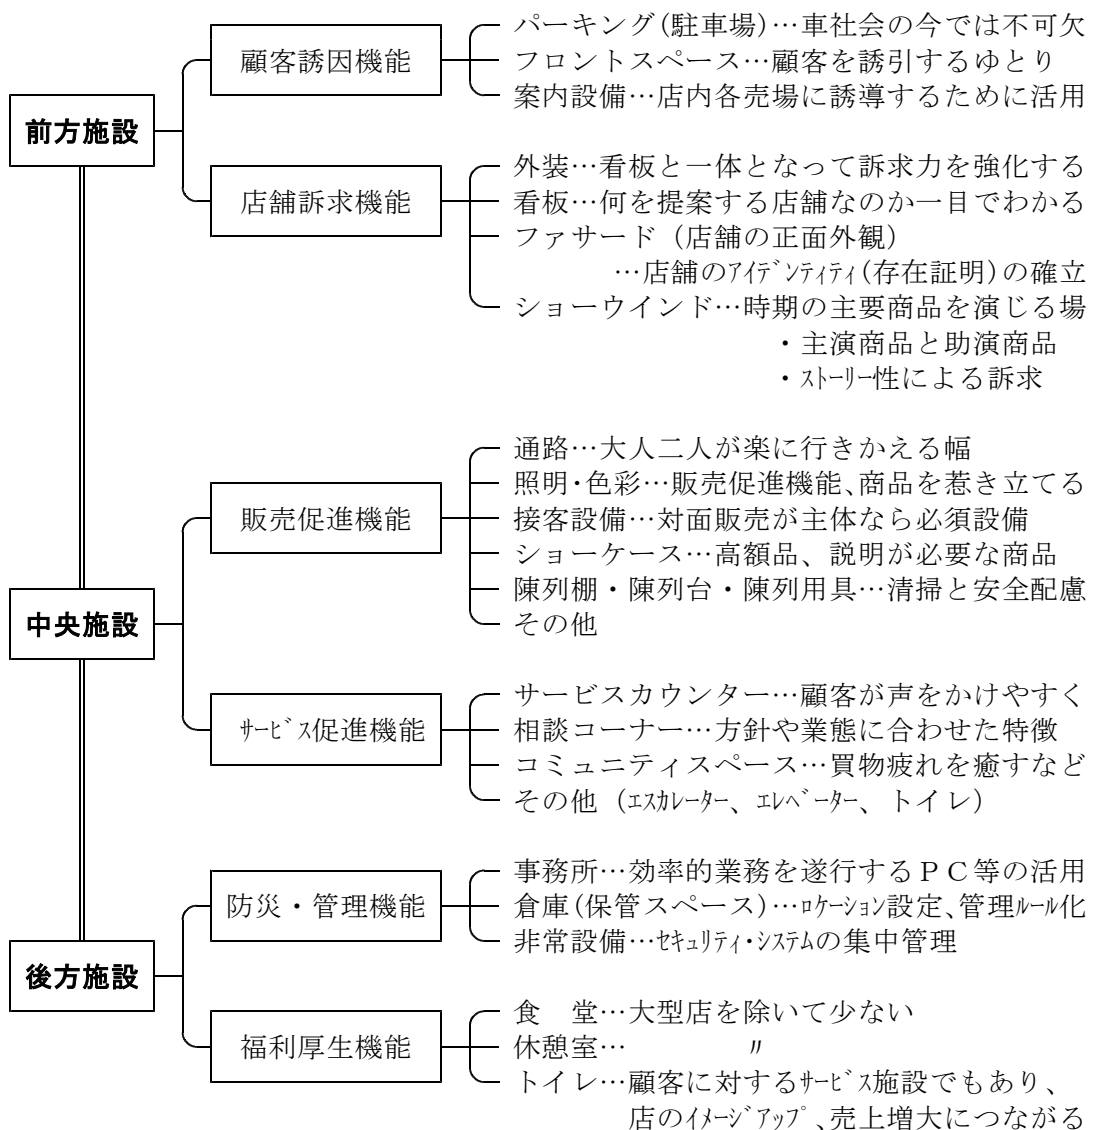 前方施設
顧客誘因機能
パーキング(駐車場)…車社会の今では不可欠
フロントスペース…顧客を誘引するゆとり
案内設備…店内各売場に誘導するために活用
店舗訴求機能
外装…看板と一体となって訴求力を強化する
看板…何を提案する店舗なのか一目でわかる
ファサード（店舗の正面外観）
…店舗のｱｲﾃﾞﾝﾃｨﾃｨ(存在証明)の確立
ショーウインド…時期の主要商品を演じる場
・主演商品と助演商品
・ｽﾄｰﾘｰ性による訴求
中央施設
販売促進機能
通路…大人二人が楽に行きかえる幅
照明･色彩…販売促進機能､商品を惹き立てる
接客設備…対面販売が主体なら必須設備
ショーケース…高額品、説明が必要な商品
陳列棚・陳列台・陳列用具…清掃と安全配慮
その他
ｻｰﾋﾞｽ促進機能
サービスカウンター…顧客が声をかけやすく
相談コーナー…方針や業態に合わせた特徴
コミュニティスペース…買物疲れを癒すなど
その他（ｴｽｶﾚｰﾀｰ、ｴﾚﾍﾞｰﾀｰ、トイレ）
後方施設
防災・管理機能
事務所…効率的業務を遂行するＰＣ等の活用
倉庫(保管スペース)…ﾛｹｰｼｮﾝ設定､管理ﾙｰﾙ化
非常設備…ｾｷｭﾘﾃｨ･ｼｽﾃﾑの集中管理
福利厚生機能
食　堂…大型店を除いて少ない
休憩室…　　　〃
トイレ…顧客に対するｻｰﾋﾞｽ施設でもあり、
店のｲﾒｰｼﾞｱｯﾌﾟ､売上増大につながる